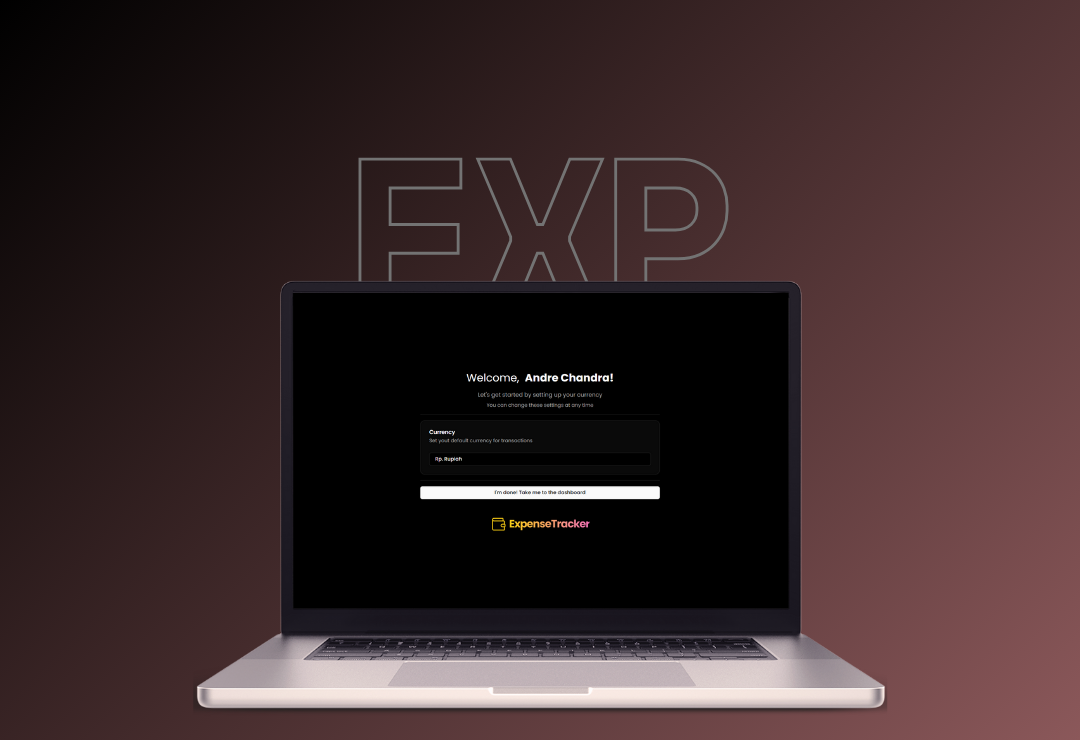 EXP
Welcome, Andre Chandra!
Let's get started by setting up your currency
You can change these settings at any time
Currency
Set your default currency for transactions
Rp. Rupiah
I'm done! Take me to the dashboard
ExpenseTracker